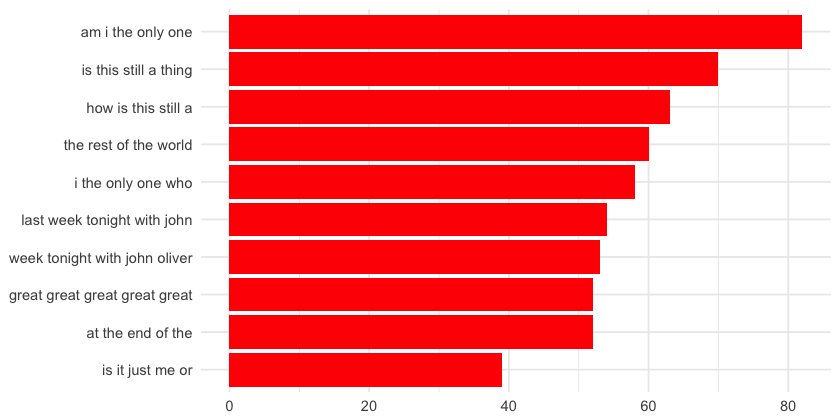 am i the only one
is this still a thing
how is this still a
the rest of the world
i the only one who
last week tonight with john
week tonight with john oliver
great great great great great
at the end of the
is it just me or
0 20 40 60 80